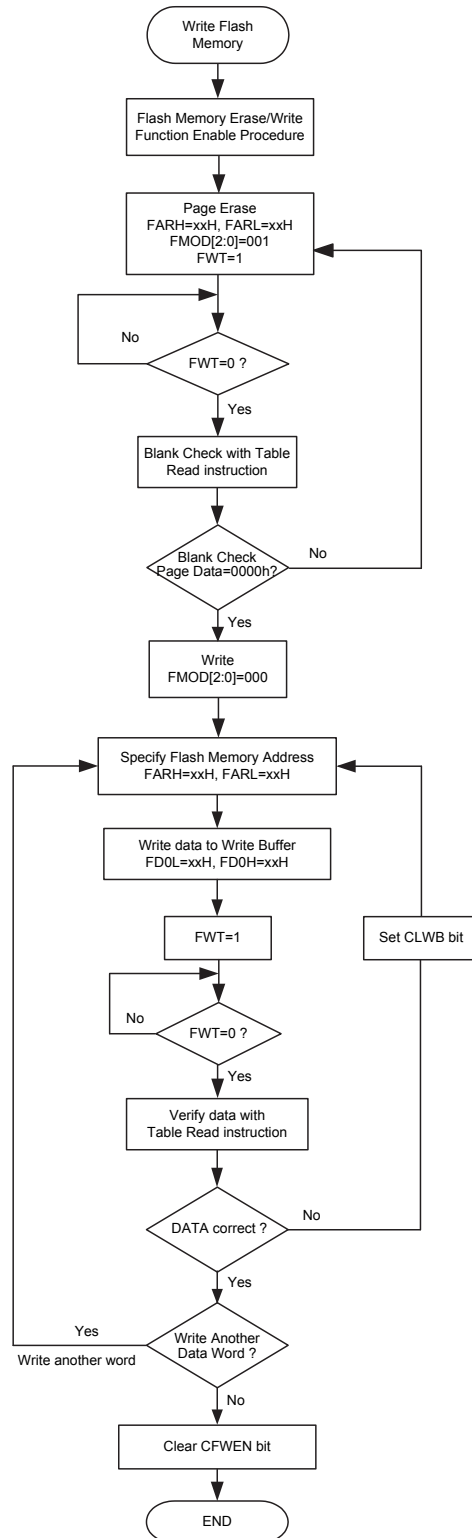 Write Flash
Memory
Flash Memory Erase/Write
Function Enable Procedure
Page Erase
FARH=xxH, FARL=xxH
FMOD[2:0]=001
FWT=1
No
FWT=0 ?
Yes
Blank Check with Table
Read instruction
Blank Check
Page Data=0000h?
No
Yes
Write
FMOD[2:0]=000
Specify Flash Memory Address
FARH=xxH, FARL=xxH
Write data to Write Buffer
FD0L=xxH, FD0H=xxH
FWT=1
Set CLWB bit
No
FWT=0 ?
Yes
Verify data with
Table Read instruction
DATA correct ?
No
Yes
Yes
Write another word
Write Another
Data Word ?
No
Clear CFWEN bit
END